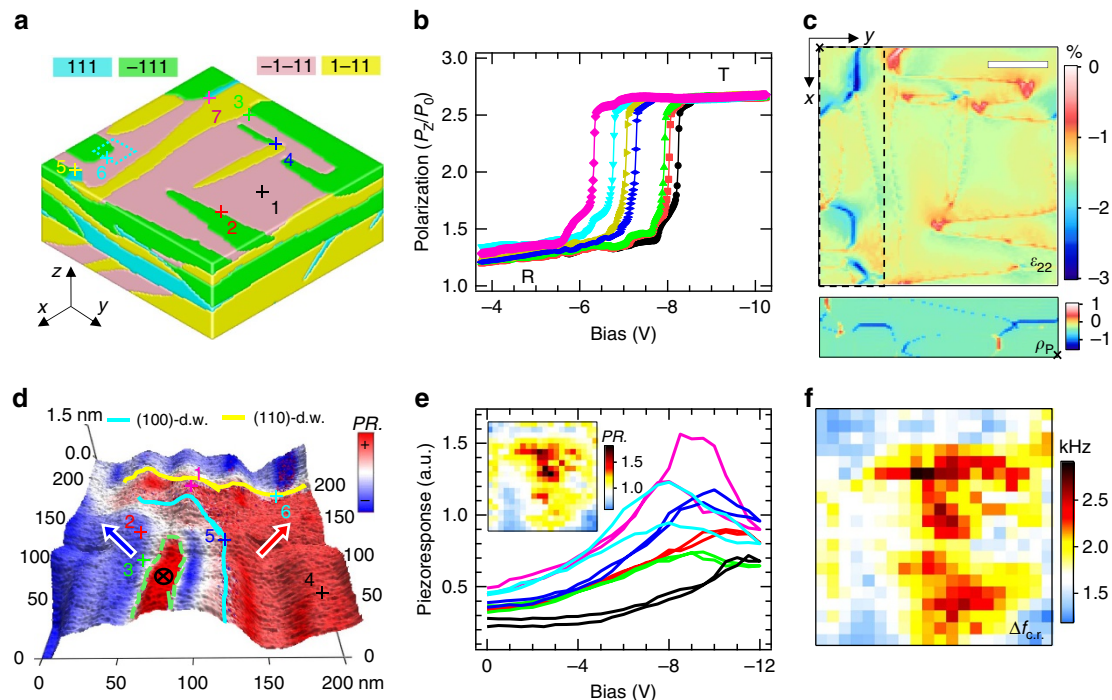 a
111 –111 –1–11 1–11
3
7
4
5
6
1
2
z
x y
b
3.0
2.5
2.0
1.5
1.0
Polarization (PZ/P0)
T
R
–4 –6 –8 –10
Bias (V)
c
y
x
%
0
–1
–2
–3
ε22
1
0
–1
ρP
d
1.5 nm
0.0
200
150
100
50
0
(100)-d.w. (110)-d.w.
PR.
+
–
1
2
3
4
5
6
200
150
100
50
0
0 50 100 150 200 nm
e
1.5
1.0
0.5
Piezoresponse (a.u.)
PR.
1.5
1.0
0 –4 –8 –12
Bias (V)
f
kHz
2.5
2.0
1.5
Δfc.r.